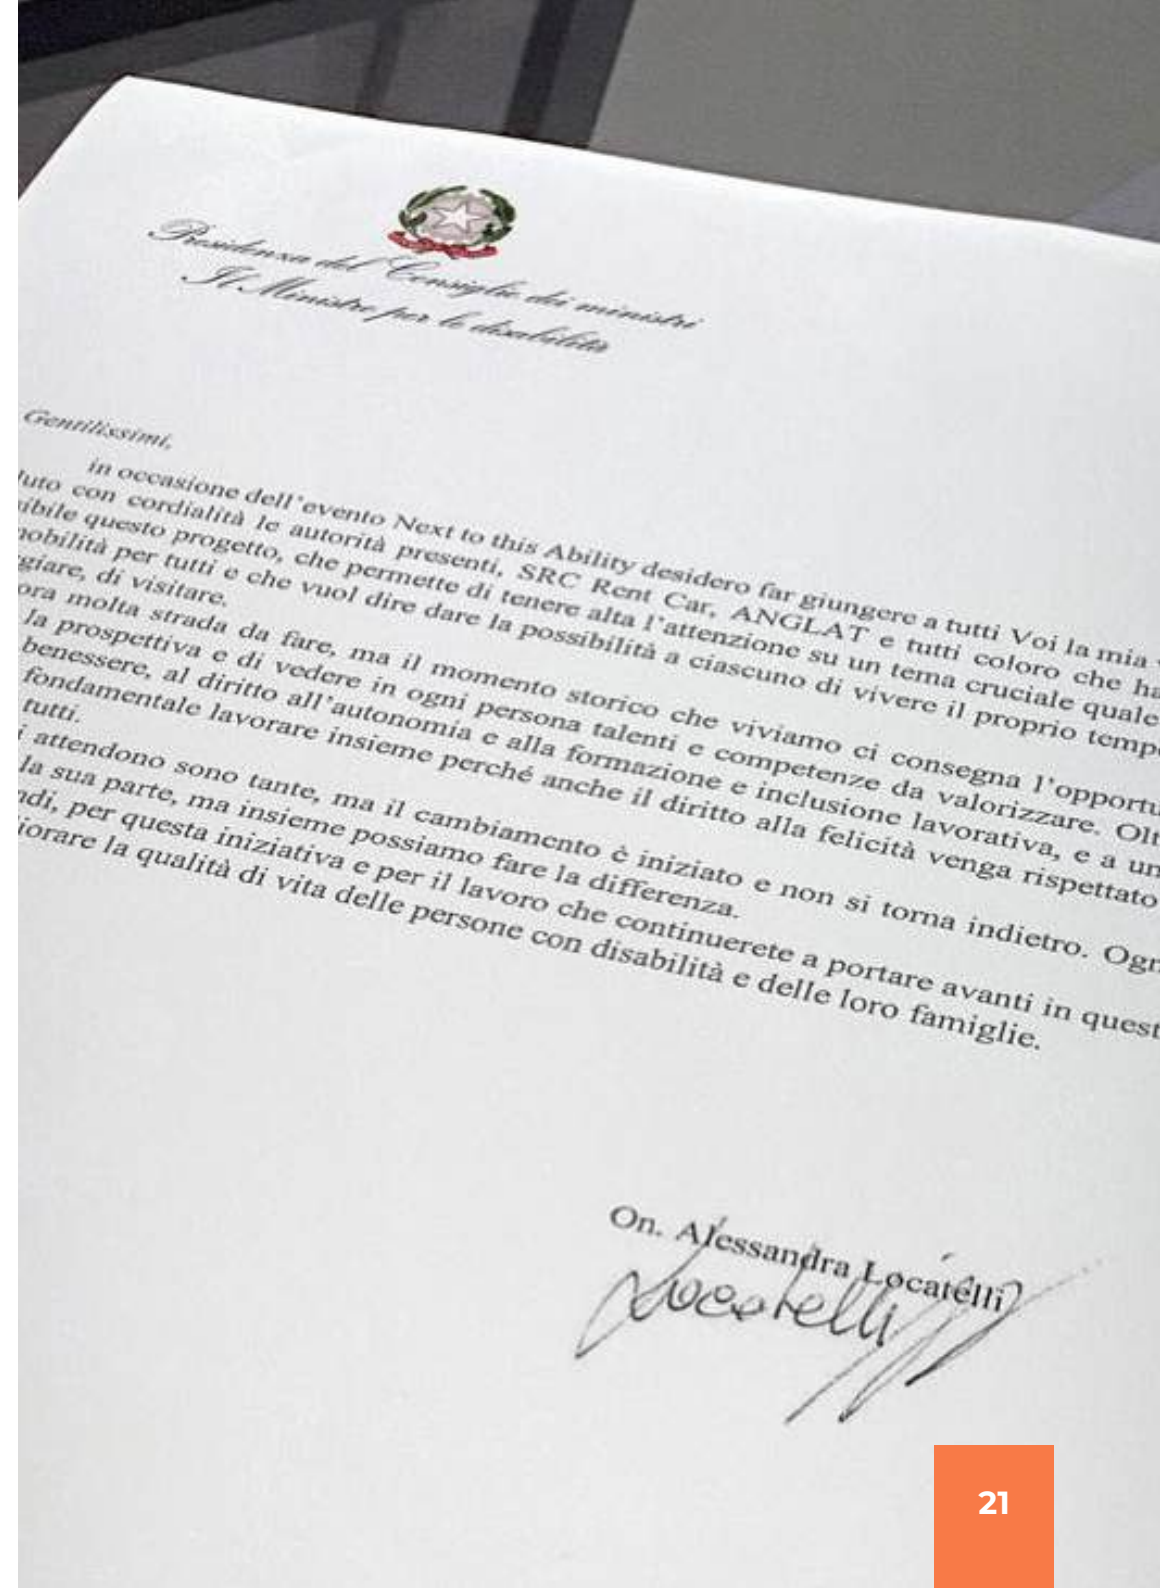 Presidenza del Consiglio dei ministri
Il Ministro per le disabilità
Gentilissimi,
in occasione dell'evento Next to this Ability desidero far giungere a tutti Voi la mia
luto con cordialità le autorità presenti, SRC Rent Car, ANGLAT e tutti coloro che ha
sibile questo progetto, che permette di tenere alta l'attenzione su un tema cruciale quale
mobilità per tutti e che vuol dire dare la possibilità a ciascuno di vivere il proprio tempo
giare, di visitare.
ora molta strada da fare, ma il momento storico che viviamo ci consegna l'opportu
la prospettiva e di vedere in ogni persona talenti e competenze da valorizzare. Olt
benessere, al diritto all'autonomia e alla formazione e inclusione lavorativa, e a un
fondamentale lavorare insieme perché anche il diritto alla felicità venga rispettato
tutti.
i attendono sono tante, ma il cambiamento è iniziato e non si torna indietro. Ogn
la sua parte, ma insieme possiamo fare la differenza.
ndi, per questa iniziativa e per il lavoro che continuerete a portare avanti in quest
iorare la qualità di vita delle persone con disabilità e delle loro famiglie.
On. Alessandra Locatelli
Locatelli
21